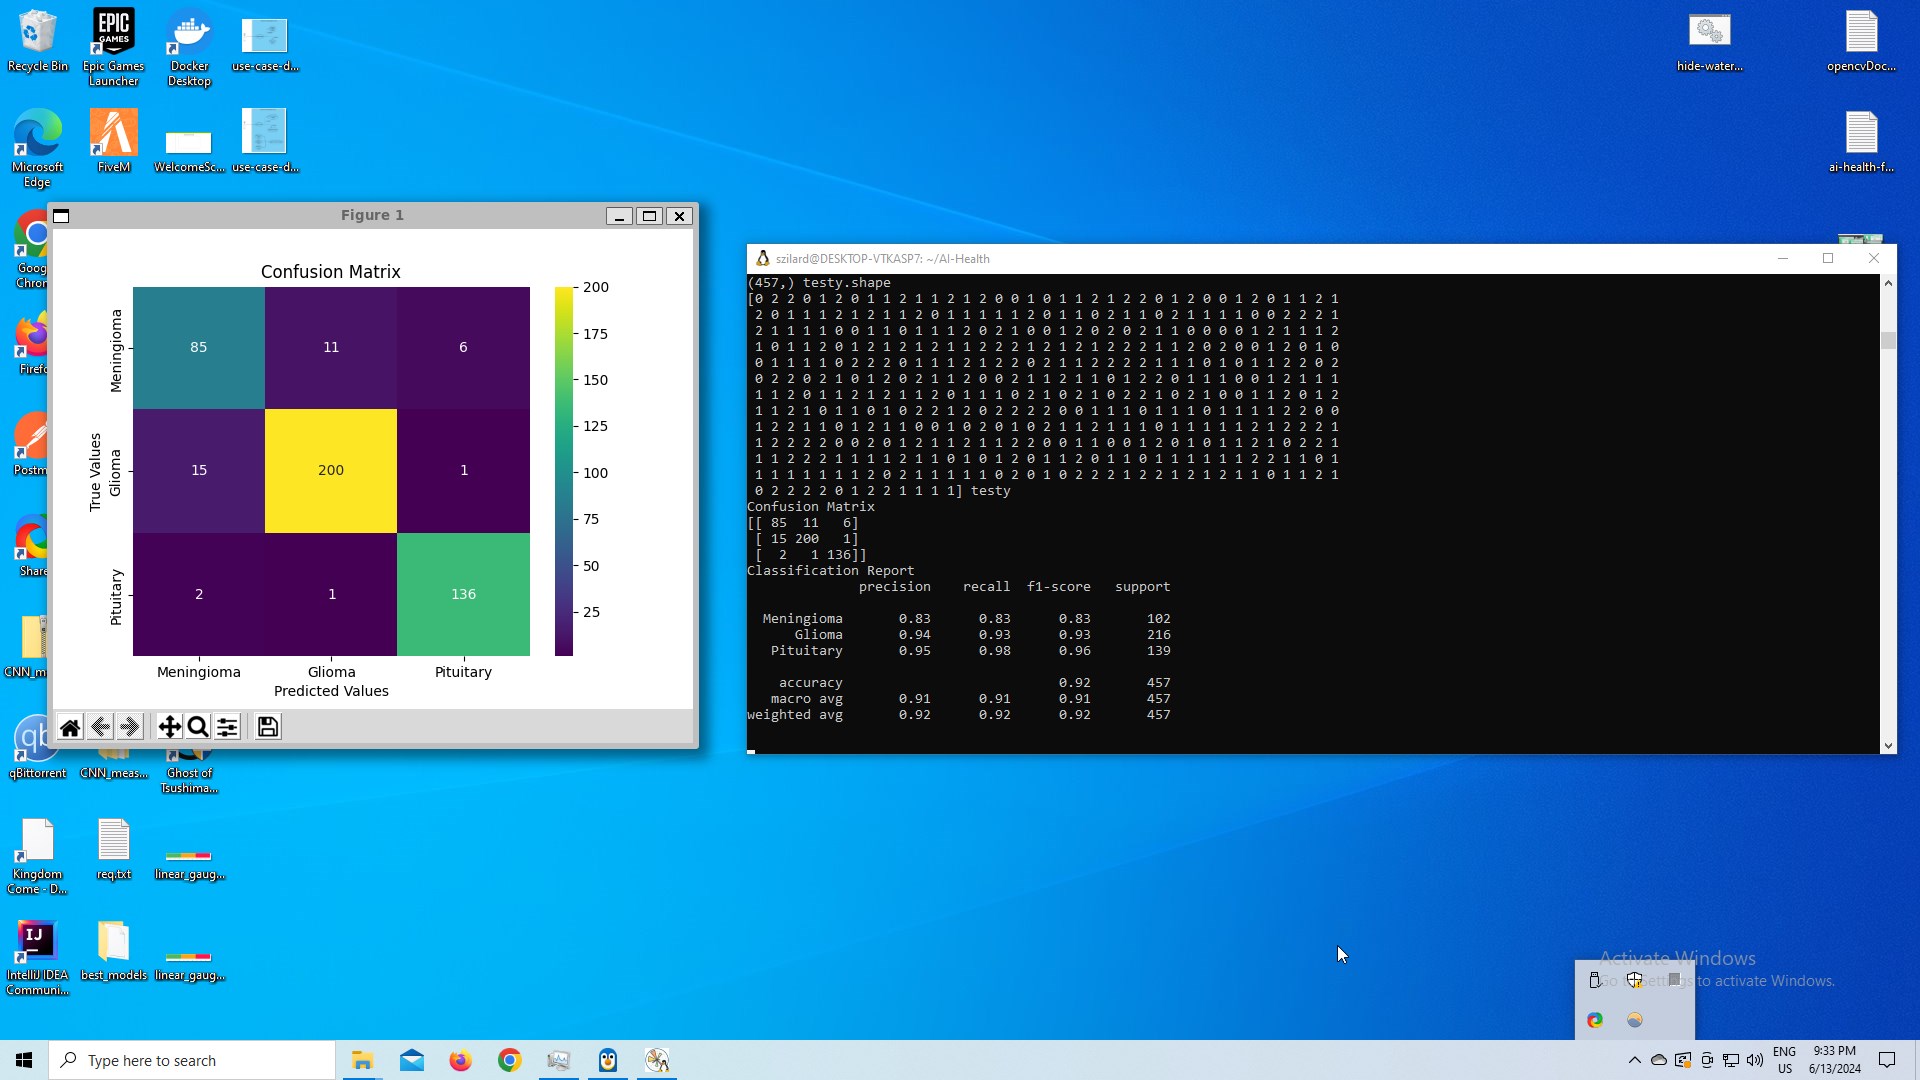 Recycle Bin
Epic Games Launcher
Docker Desktop
use-case-d...
hide-water...
opencvDoc...
Microsoft Edge
FiveM
WelcomeSc...
use-case-d...
ai-health-f...
Figure 1
Confusion Matrix
Meningioma
Glioma
Pituitary
True Values
85 11 6
15 200 1
2 1 136
Meningioma Glioma Pituitary
Predicted Values
200
175
150
125
100
75
50
25
szilard@DESKTOP-VTKASP7: ~/AI-Health
(457,) testy.shape
[0 2 2 0 1 2 0 1 1 2 1 1 2 1 2 0 0 1 0 1 1 2 1 2 2 0 1 2 0 0 1 2 0 1 1 2 1
2 0 1 1 1 2 1 2 1 1 2 0 1 1 1 1 1 2 0 1 1 0 2 1 1 0 2 1 1 1 1 0 0 2 2 2 1
2 1 1 1 1 0 0 1 1 0 1 1 1 2 0 2 1 0 0 1 2 0 2 0 2 1 1 0 0 0 0 1 2 1 1 1 2
1 0 1 1 2 0 1 2 1 2 1 2 1 1 2 2 2 1 2 1 2 1 2 2 2 1 1 2 0 2 0 0 1 2 0 1 0
0 1 1 1 1 0 2 2 2 0 1 1 1 2 1 2 2 0 2 1 1 2 2 2 2 1 1 1 0 1 0 1 1 2 2 0 2
0 2 2 0 2 1 0 1 2 0 2 1 1 2 0 0 2 1 1 2 1 1 0 1 2 2 0 1 1 1 0 0 1 2 1 1 1
1 1 2 0 1 1 2 1 2 1 1 2 0 1 1 1 0 2 1 0 2 1 0 2 2 1 0 2 1 0 0 1 1 2 0 1 2
1 1 2 1 0 1 1 0 1 0 2 2 1 2 0 2 2 2 2 0 0 1 1 1 0 1 1 1 0 1 1 1 1 2 2 0 0
1 2 2 1 1 0 1 1 2 1 0 0 1 0 2 0 1 0 1 2 1 1 1 0 1 1 1 1 1 2 1 2 2 2 1
1 2 2 2 2 0 0 2 0 1 2 1 1 2 1 1 2 2 0 0 1 1 0 0 1 2 0 1 0 1 1 2 1 0 2 2 1
1 1 2 2 2 1 1 1 1 2 1 1 0 1 0 1 2 0 1 1 2 0 1 1 0 1 1 1 1 1 1 2 2 1 1 0 1
1 1 1 1 1 1 1 2 0 2 1 1 1 1 1 0 2 0 1 0 2 2 2 1 2 2 1 2 1 2 1 1 0 1 1 2 1
0 2 2 2 2 0 1 2 2 1 1 1 1] testy
Confusion Matrix
[[ 85 11 6]
[ 15 200 1]
[ 2 1 136]]
Classification Report
precision recall f1-score support
Meningioma 0.83 0.83 0.83 102
Glioma 0.94 0.93 0.93 216
Pituitary 0.95 0.98 0.96 139
accuracy 0.92 457
macro avg 0.91 0.91 0.91 457
weighted avg 0.92 0.92 0.92 457
qBittorrent
CNN_meas...
Ghost of Tsushima...
Kingdom Come - D...
req.txt
linear_gaug...
IntelliJ IDEA Communi...
best_models
linear_gaug...
Activate Windows
Type here to search
ENG
US
9:33 PM
6/13/2024